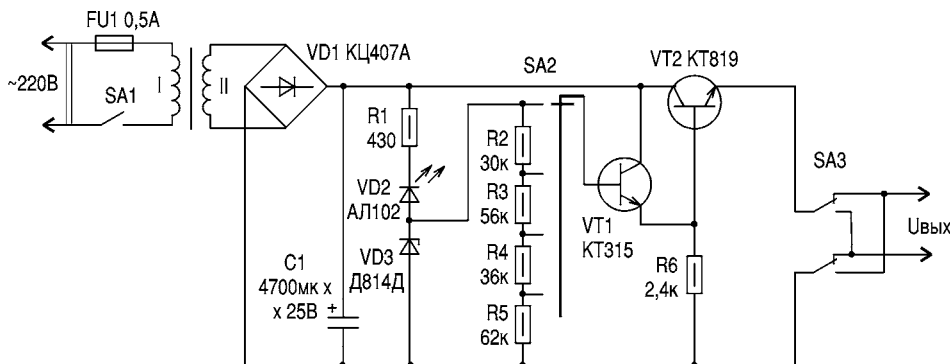 FU1 0,5А
~220В
SA1
I
II
VD1 КЦ407А
SA2
VT2 КТ819
R1
430
R2
30к
R3
56к
R4
36к
R5
62к
VD2
АЛ102
VD3
Д814Д
C1
4700мк х
х 25В
+
VT1
КТ315
R6
2,4к
SA3
Uвых